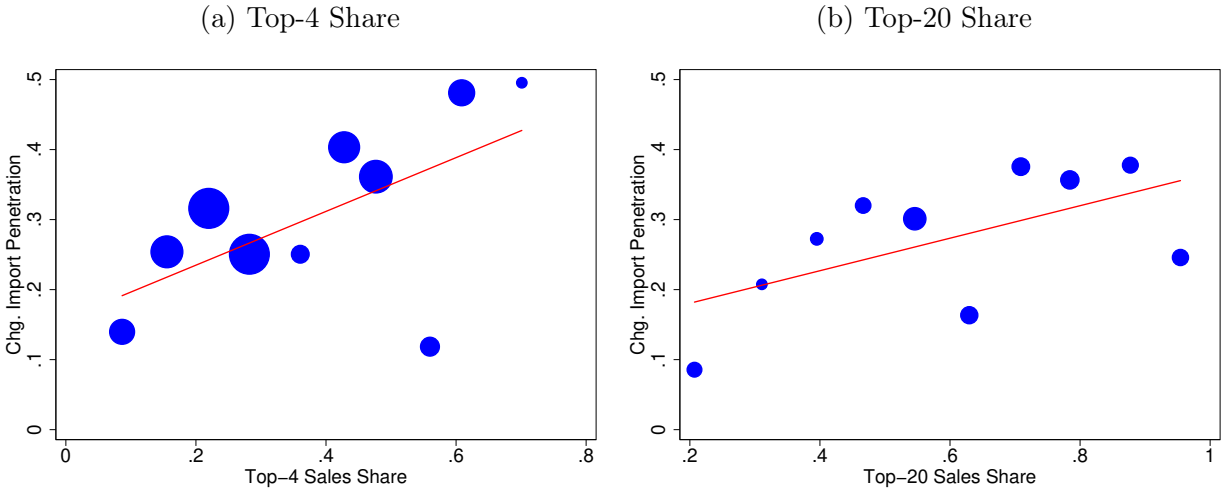 (a) Top-4 Share
Chg. Import Penetration
.5
.4
.3
.2
.1
0
0 .2 .4 .6 .8
Top−4 Sales Share
(b) Top-20 Share
Chg. Import Penetration
.5
.4
.3
.2
.1
0
.2 .4 .6 .8 1
Top−20 Sales Share